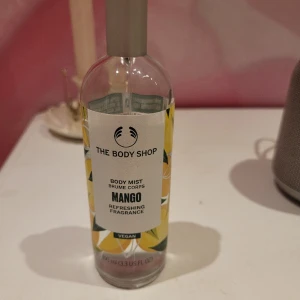 THE BODY SHOP
BODY MIST
BRUME CORPS
MANGO
REFRESHING
FRAGRANCE
VEGAN